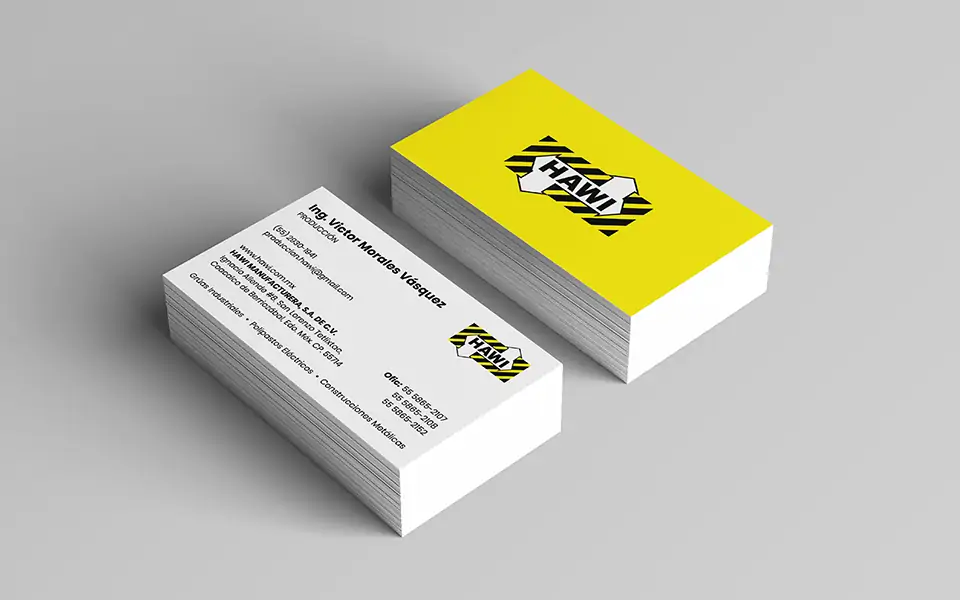 Ing. Victor Morales Vásquez
PRODUCCIÓN
(55) 2930-1941
produccion.hawi@gmail.com
www.hawi.com.mx
HAWI MANUFACTURERA, S.A. DE C.V.
Ignacio Allende #8, San Lorenzo Tetlixtac,
Coacalco de Berriozábal, Edo. Méx. CP. 55714
Grúas Industriales • Polipastos Eléctricos • Construcciones Metálicas
HAWI
Ofic: 55 5865-2107
55 5865-2108
55 5865-2152
HAWI